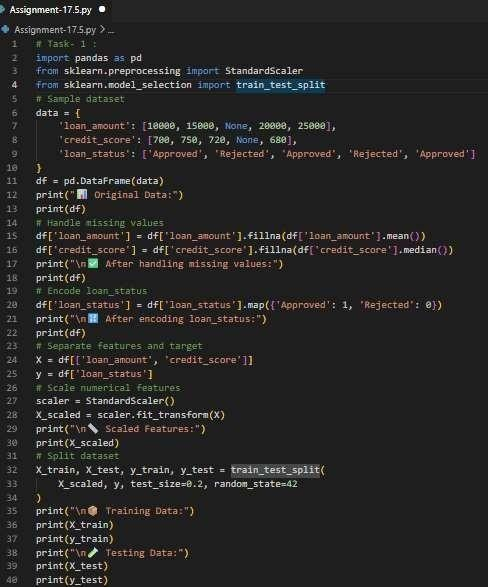 Assignment-17.5.py ●
Assignment-17.5.py > ...
1 # Task- 1 :
2 import pandas as pd
3 from sklearn.preprocessing import StandardScaler
4 from sklearn.model_selection import train_test_split
5 # Sample dataset
6 data = {
7     'loan_amount': [10000, 15000, None, 20000, 25000],
8     'credit_score': [700, 750, 720, None, 680],
9     'loan_status': ['Approved', 'Rejected', 'Approved', 'Rejected', 'Approved']
10 }
11 df = pd.DataFrame(data)
12 print("📊 Original Data:")
13 print(df)
14 # Handle missing values
15 df['loan_amount'] = df['loan_amount'].fillna(df['loan_amount'].mean())
16 df['credit_score'] = df['credit_score'].fillna(df['credit_score'].median())
17 print("\n✅ After handling missing values:")
18 print(df)
19 # Encode loan_status
20 df['loan_status'] = df['loan_status'].map({'Approved': 1, 'Rejected': 0})
21 print("\n🔢 After encoding loan_status:")
22 print(df)
23 # Separate features and target
24 X = df[['loan_amount', 'credit_score']]
25 y = df['loan_status']
26 # Scale numerical features
27 scaler = StandardScaler()
28 X_scaled = scaler.fit_transform(X)
29 print("\n📏 Scaled Features:")
30 print(X_scaled)
31 # Split dataset
32 X_train, X_test, y_train, y_test = train_test_split(
33     X_scaled, y, test_size=0.2, random_state=42
34 )
35 print("\n📦 Training Data:")
36 print(X_train)
37 print(y_train)
38 print("\n🧪 Testing Data:")
39 print(X_test)
40 print(y_test)